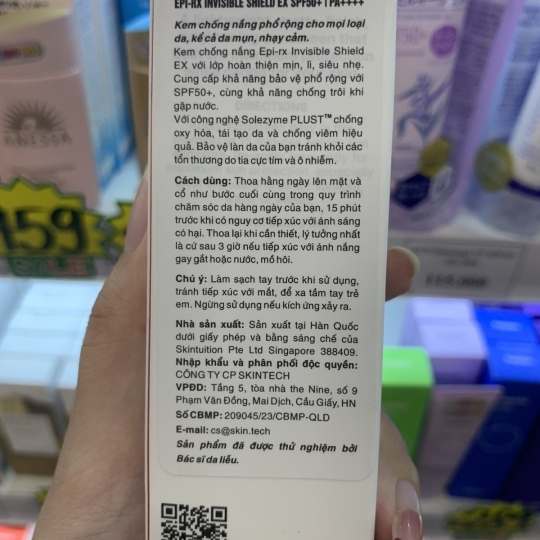 EPI-RX INVISIBLE SHIELD EX SPF50+ | PA++++
Kem chống nắng phổ rộng cho mọi loại
da, kể cả da mụn, nhạy cảm.
Kem chống nắng Epi-rx Invisible Shield
EX với lớp hoàn thiện mịn, lì, siêu nhẹ.
Cung cấp khả năng bảo vệ phổ rộng với
SPF50+, cùng khả năng chống trôi khi
gặp nước.
Với công nghệ Solezyme PLUST™ chống
oxy hóa, tái tạo da và chống viêm hiệu
quả. Bảo vệ làn da của bạn tránh khỏi các
tổn thương do tia cực tím và ô nhiễm.
Cách dùng: Thoa hằng ngày lên mặt và
cổ như bước cuối cùng trong quy trình
chăm sóc da hàng ngày của bạn, 15 phút
trước khi có nguy cơ tiếp xúc với ánh sáng
có hại. Thoa lại khi cần thiết, lý tưởng nhất
là cứ sau 3 giờ nếu tiếp xúc với ánh nắng
gay gắt hoặc nước, mồ hôi.
Chú ý: Làm sạch tay trước khi sử dụng,
tránh tiếp xúc với mắt, để xa tầm tay trẻ
em. Ngừng sử dụng nếu kích ứng xảy ra.
Nhà sản xuất: Sản xuất tại Hàn Quốc
dưới giấy phép và bằng sáng chế của
Skintuition Pte Ltd Singapore 388409.
Nhập khẩu và phân phối độc quyền:
CÔNG TY CP SKINTECH
VPĐD: Tầng 5, tòa nhà the Nine, số 9
Phạm Văn Đồng, Mai Dịch, Cầu Giấy, HN
Số CBMP: 209045/23/CBMP-QLD
E-mail: cs@skin.tech
Sản phẩm đã được thử nghiệm bởi
Bác sĩ da liễu.
ANESSA
159
SALE